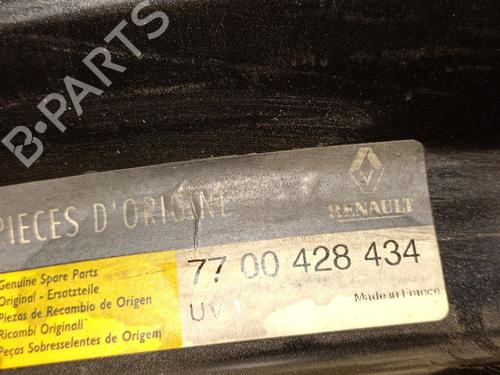 B-PARTS
PIECES D'ORIGINE
RENAULT
Genuine Spare Parts
Original - Ersatzteile
Piezas de Recambio de Origen
Ricambi Originali
Peças Sobresselentes de Origem
77 00 428 434
UV
Made in France